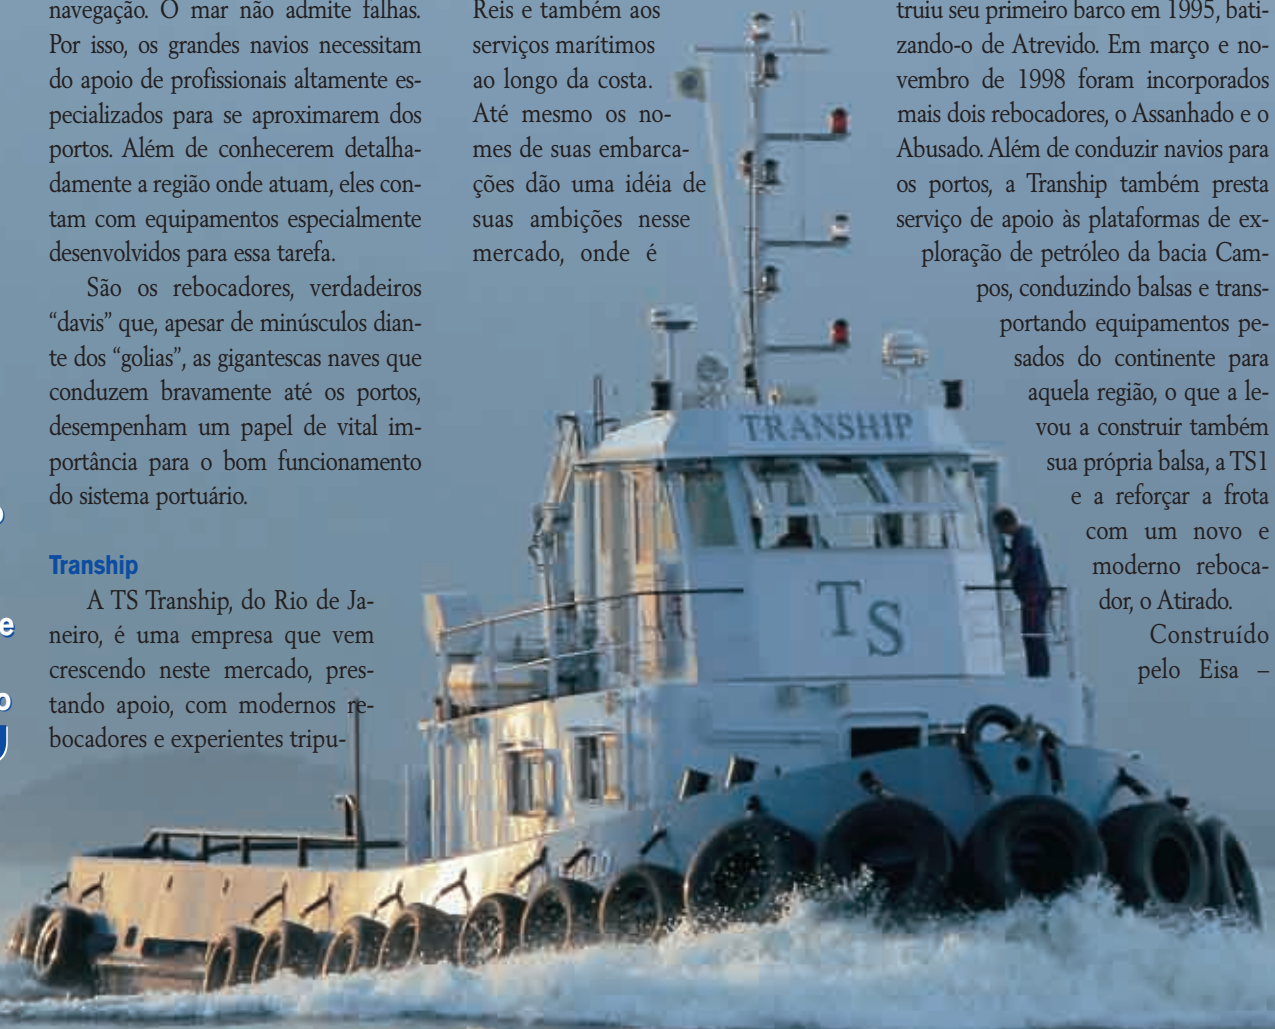 navegação. O mar não admite falhas.
Por isso, os grandes navios necessitam
do apoio de profissionais altamente es-
pecializados para se aproximarem dos
portos. Além de conhecerem detalha-
damente a região onde atuam, eles con-
tam com equipamentos especialmente
desenvolvidos para essa tarefa.
São os rebocadores, verdadeiros
“davis” que, apesar de minúsculos dian-
te dos “golias”, as gigantescas naves que
conduzem bravamente até os portos,
desempenham um papel de vital im-
portância para o bom funcionamento
do sistema portuário.
Tranship
A TS Tranship, do Rio de Ja-
neiro, é uma empresa que vem
crescendo neste mercado, pres-
tando apoio, com modernos re-
bocadores e experientes tripu-
Reis e também aos
serviços marítimos
ao longo da costa.
Até mesmo os no-
mes de suas embarca-
ções dão uma idéia de
suas ambições nesse
mercado, onde é
truiu seu primeiro barco em 1995, bati-
zando-o de Atrevido. Em março e no-
vembro de 1998 foram incorporados
mais dois rebocadores, o Assanhado e o
Abusado. Além de conduzir navios para
os portos, a Tranship também presta
serviço de apoio às plataformas de ex-
ploração de petróleo da bacia Cam-
pos, conduzindo balsas e trans-
portando equipamentos pe-
sados do continente para
aquela região, o que a le-
vou a construir também
sua própria balsa, a TS1
e a reforçar a frota
com um novo e
moderno reboca-
dor, o Atirado.
Construído
pelo Eisa –
TRANSHIP
TS